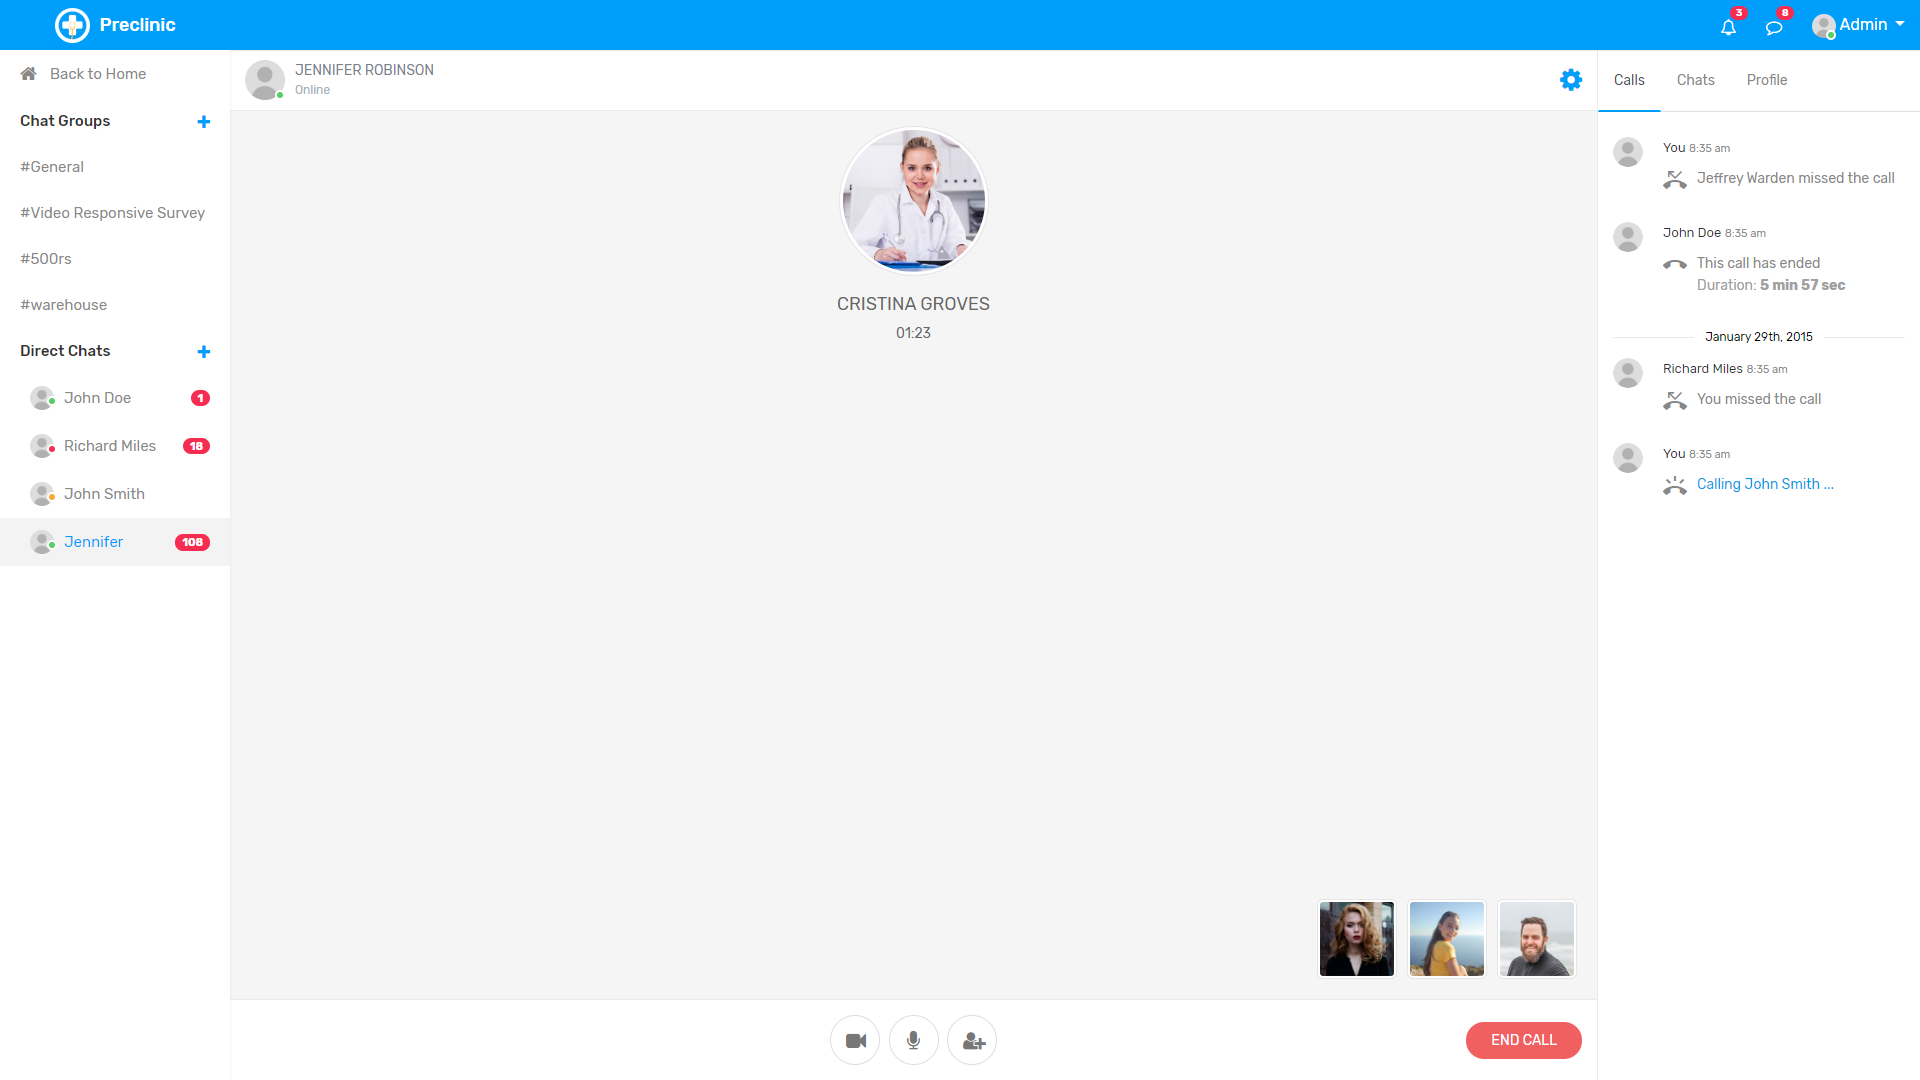 Preclinic
3
8
Admin
Back to Home
Chat Groups
#General
#Video Responsive Survey
#500rs
#warehouse
Direct Chats
John Doe
1
Richard Miles
18
John Smith
Jennifer
108
JENNIFER ROBINSON
Online
CRISTINA GROVES
01:23
END CALL
Calls
Chats
Profile
You 8:35 am
Jeffrey Warden missed the call
John Doe 8:35 am
This call has ended
Duration: 5 min 57 sec
January 29th, 2015
Richard Miles 8:35 am
You missed the call
You 8:35 am
Calling John Smith ...